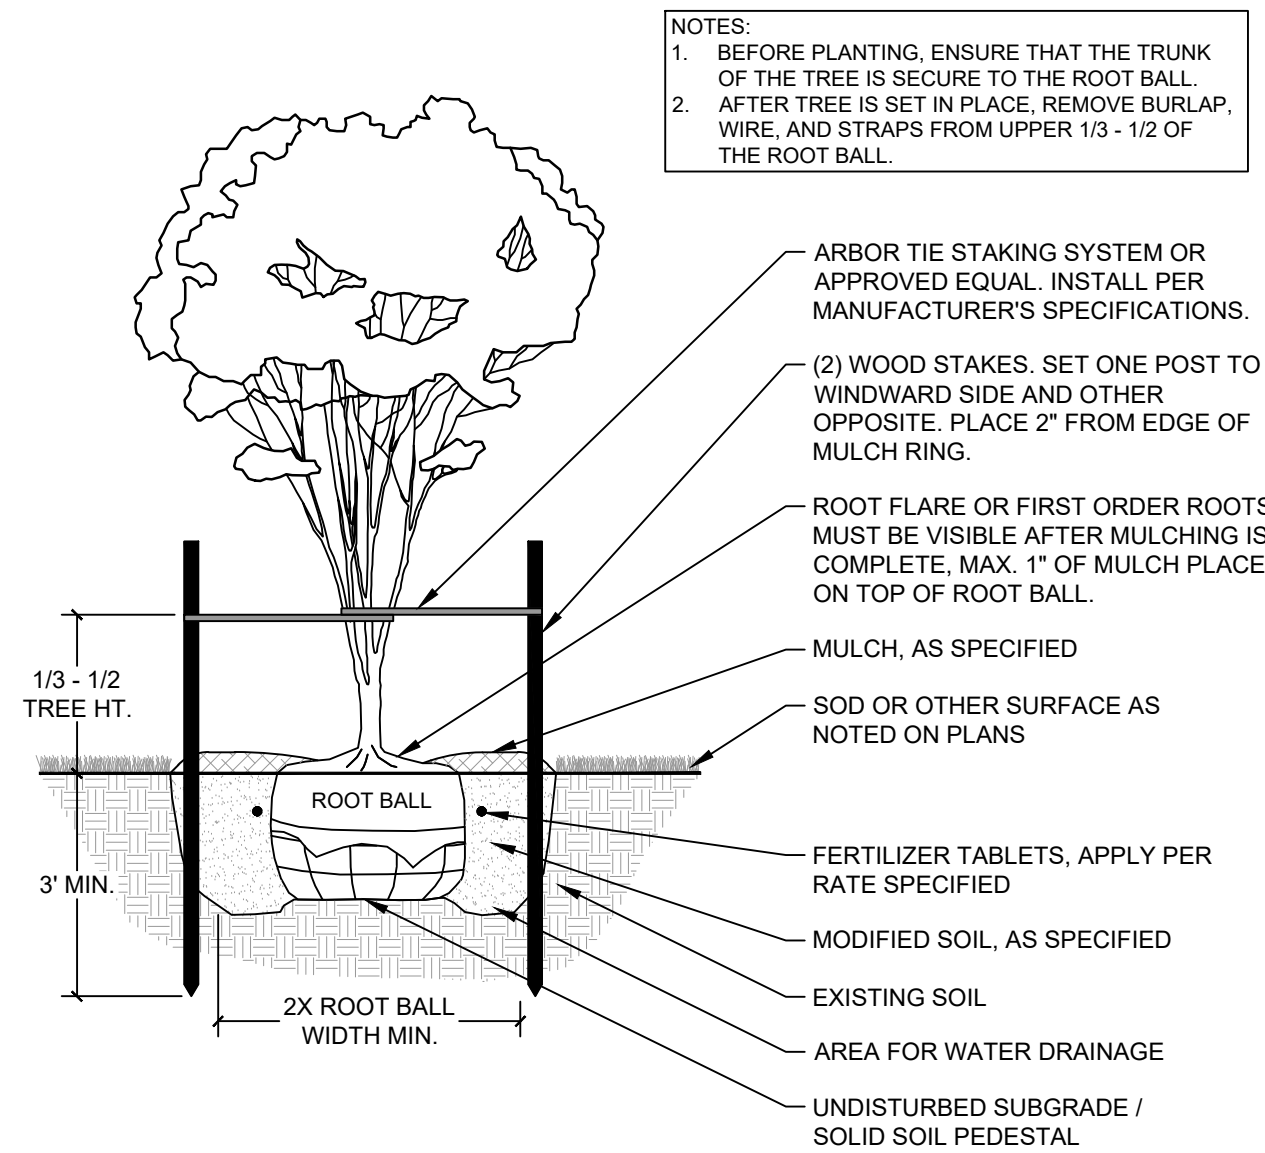 NOTES:
1. BEFORE PLANTING, ENSURE THAT THE TRUNK
OF THE TREE IS SECURE TO THE ROOT BALL.
2. AFTER TREE IS SET IN PLACE, REMOVE BURLAP,
WIRE, AND STRAPS FROM UPPER 1/3 - 1/2 OF
THE ROOT BALL.
ARBOR TIE STAKING SYSTEM OR
APPROVED EQUAL. INSTALL PER
MANUFACTURER'S SPECIFICATIONS.
(2) WOOD STAKES. SET ONE POST TO
WINDWARD SIDE AND OTHER
OPPOSITE. PLACE 2" FROM EDGE OF
MULCH RING.
ROOT FLARE OR FIRST ORDER ROOTS
MUST BE VISIBLE AFTER MULCHING IS
COMPLETE, MAX. 1" OF MULCH PLACE
ON TOP OF ROOT BALL.
MULCH, AS SPECIFIED
SOD OR OTHER SURFACE AS
NOTED ON PLANS
FERTILIZER TABLETS, APPLY PER
RATE SPECIFIED
MODIFIED SOIL, AS SPECIFIED
EXISTING SOIL
AREA FOR WATER DRAINAGE
UNDISTURBED SUBGRADE /
SOLID SOIL PEDESTAL
1/3 - 1/2
TREE HT.
ROOT BALL
3' MIN.
2X ROOT BALL
WIDTH MIN.